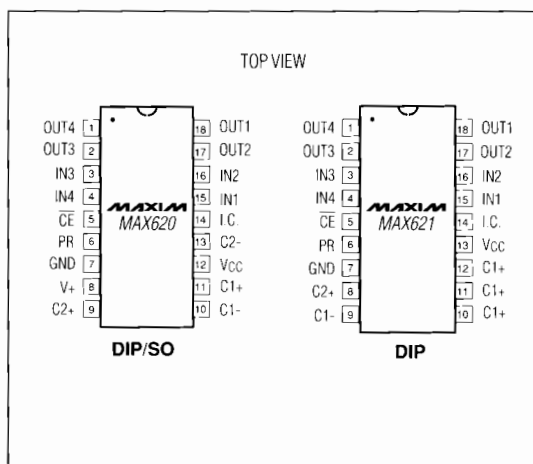 TOP VIEW
OUT4 1 18 OUT1
OUT3 2 17 OUT2
IN3 3 16 IN2
IN4 4 15 IN1
CE 5 14 I.C.
PR 6 13 C2-
GND 7 12 VCC
V+ 8 11 C1+
C2+ 9 10 C1-
MAXIM
MAX620
DIP/SO
OUT4 1 18 OUT1
OUT3 2 17 OUT2
IN3 3 16 IN2
IN4 4 15 IN1
CE 5 14 I.C.
PR 6 13 VCC
GND 7 12 C1+
C2+ 8 11 C1+
C1- 9 10 C1+
MAXIM
MAX621
DIP